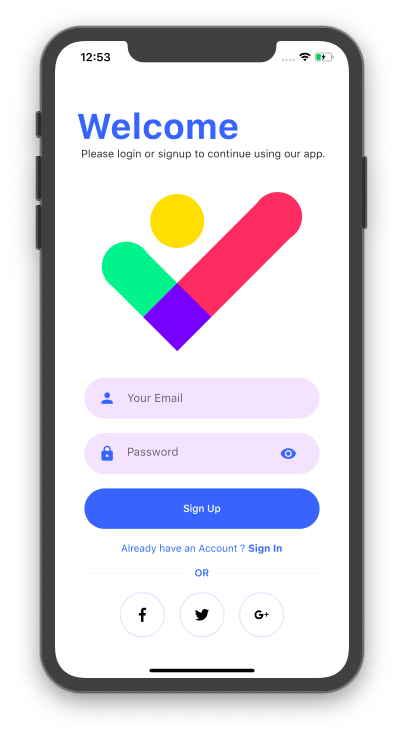 12:53
Welcome
Please login or signup to continue using our app.
Your Email
Password
Sign Up
Already have an Account ? Sign In
OR
G+